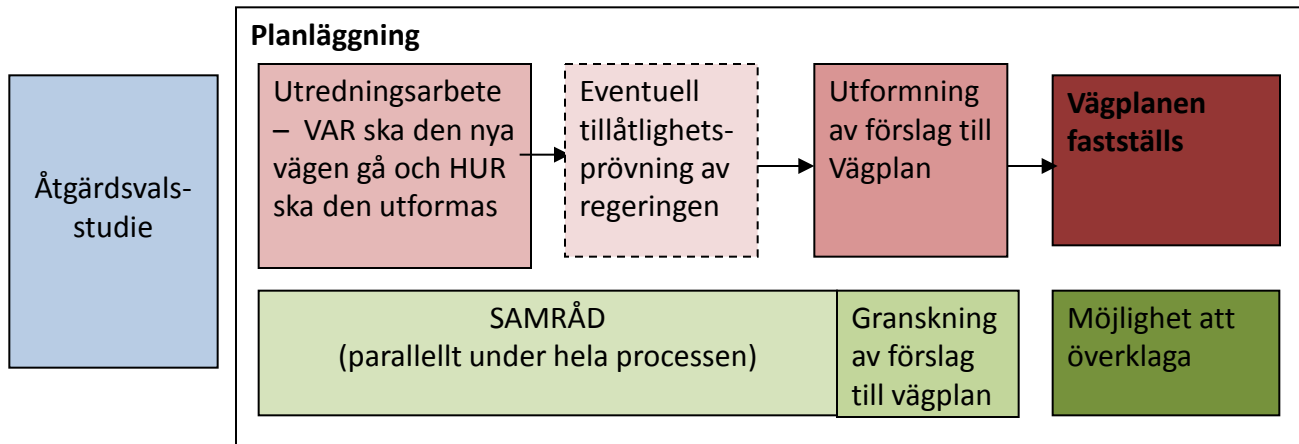 Planläggning
Åtgärdsvals-
studie
Utredningsarbete
– VAR ska den nya
vägen gå och HUR
ska den utformas
Eventuell
tillåtlighets-
prövning av
regeringen
Utformning
av förslag till
Vägplan
Vägplanen
fastställs
SAMRÅD
(parallellt under hela processen)
Granskning
av förslag
till vägplan
Möjlighet att
överklaga